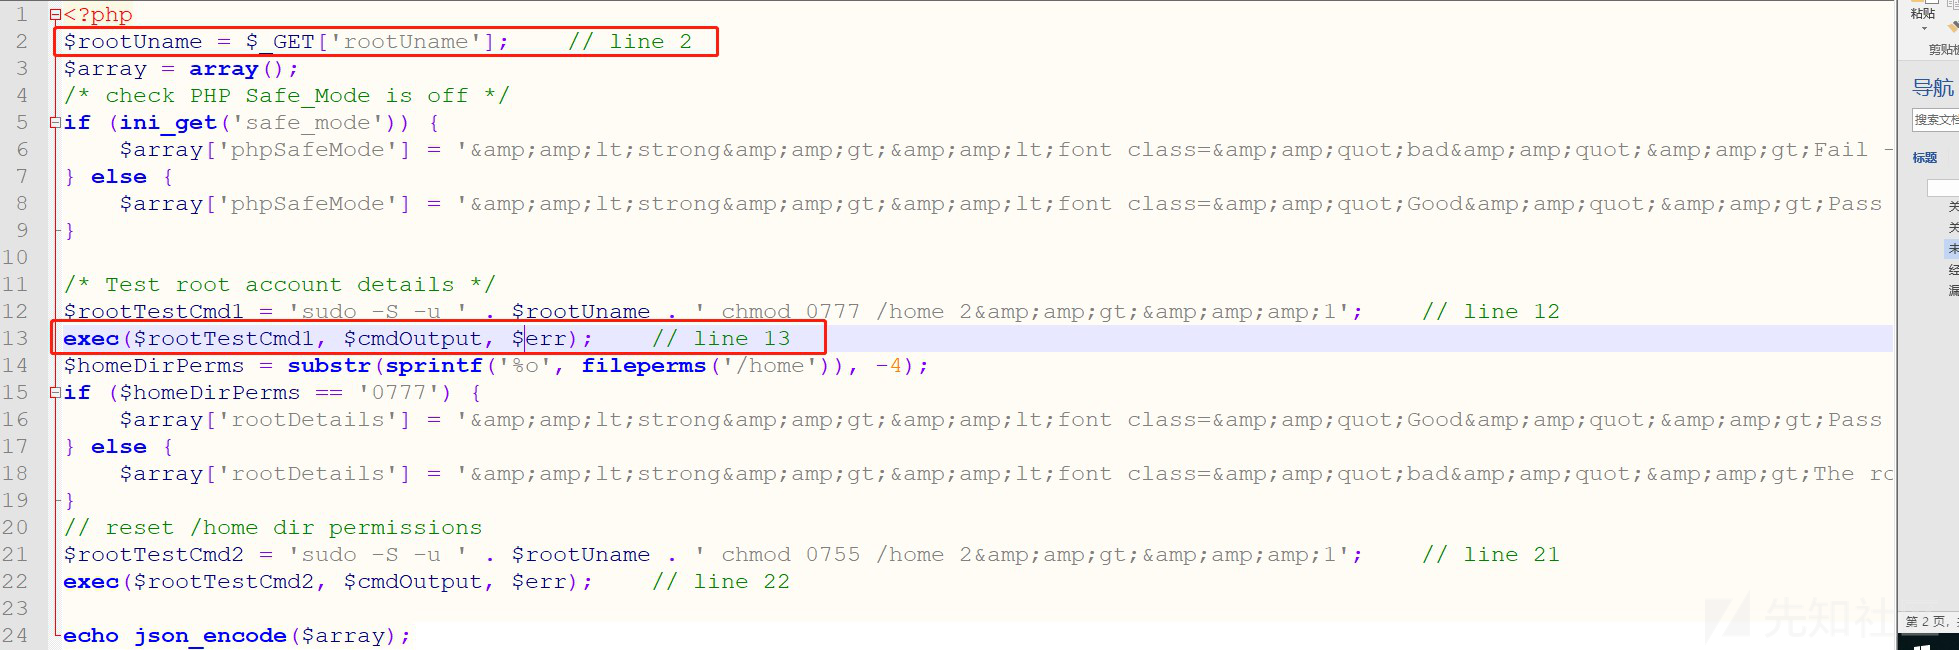 1 <?php
2 $rootUname = $_GET['rootUname']; // line 2
3 $array = array();
4 /* check PHP Safe_Mode is off */
5 if (ini_get('safe_mode')) {
6 $array['phpSafeMode'] = '&amp;amp;lt;strong&amp;amp;gt;&amp;amp;lt;font class=&amp;amp;quot;bad&amp;amp;quot;&amp;amp;gt;Fail -
7 } else {
8 $array['phpSafeMode'] = '&amp;amp;lt;strong&amp;amp;gt;&amp;amp;lt;font class=&amp;amp;quot;Good&amp;amp;quot;&amp;amp;gt;Pass
9 }
10
11 /* Test root account details */
12 $rootTestCmd1 = 'sudo -S -u ' . $rootUname . ' chmod 0777 /home 2&amp;amp;gt;&amp;amp;amp;1'; // line 12
13 exec($rootTestCmd1, $cmdOutput, $err); // line 13
14 $homeDirPerms = substr(sprintf('%o', fileperms('/home')), -4);
15 if ($homeDirPerms == '0777') {
16 $array['rootDetails'] = '&amp;amp;lt;strong&amp;amp;gt;&amp;amp;lt;font class=&amp;amp;quot;Good&amp;amp;quot;&amp;amp;gt;Pass
17 } else {
18 $array['rootDetails'] = '&amp;amp;lt;strong&amp;amp;gt;&amp;amp;lt;font class=&amp;amp;quot;bad&amp;amp;quot;&amp;amp;gt;The ro
19 }
20 // reset /home dir permissions
21 $rootTestCmd2 = 'sudo -S -u ' . $rootUname . ' chmod 0755 /home 2&amp;amp;gt;&amp;amp;amp;1'; // line 21
22 exec($rootTestCmd2, $cmdOutput, $err); // line 22
23
24 echo json_encode($array);
粘贴
剪贴板
导航
搜索文档
标题
关
关
未
经
漏
第 2 页,
先知社